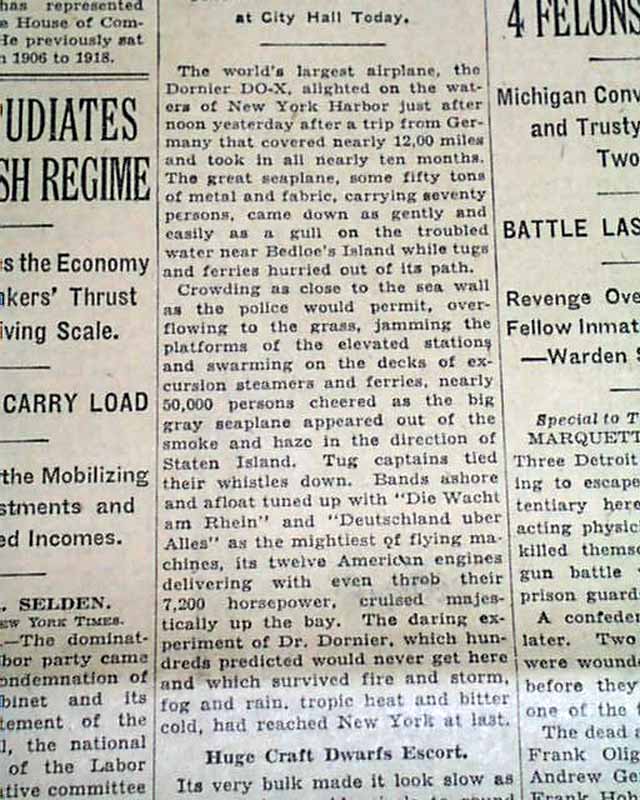 has represented
e House of Com-
He previously sat
n 1906 to 1918.
UDIATES
SH REGIME
s the Economy
nkers' Thrust
iving Scale.
CARRY LOAD
the Mobilizing
stments and
ed Incomes.
SELDEN.
EW YORK TIMES.
.—The dominat-
bor party came
ondemnation of
binet and its
tement of the
l, the national
of the Labor
ative committee
at City Hall Today.
The world's largest airplane, the
Dornier DO-X, alighted on the wat-
ers of New York Harbor just after
noon yesterday after a trip from Ger-
many that covered nearly 12,00 miles
and took in all nearly ten months.
The great seaplane, some fifty tons
of metal and fabric, carrying seventy
persons, came down as gently and
easily as a gull on the troubled
water near Bedloe's Island while tugs
and ferries hurried out of its path.
Crowding as close to the sea wall
as the police would permit, over-
flowing to the grass, jamming the
platforms of the elevated stations
and swarming on the decks of ex-
cursion steamers and ferries, nearly
50,000 persons cheered as the big
gray seaplane appeared out of the
smoke and haze in the direction of
Staten Island. Tug captains tied
their whistles down. Bands ashore
and afloat tuned up with "Die Wacht
am Rhein" and "Deutschland uber
Alles" as the mightiest of flying ma-
chines, its twelve American engines
delivering with even throb their
7,200 horsepower, cruised majes-
tically up the bay. The daring ex-
periment of Dr. Dornier, which hun-
dreds predicted would never get here
and which survived fire and storm,
fog and rain, tropic heat and bitter
cold, had reached New York at last.
Huge Craft Dwarfs Escort.
Its very bulk made it look slow as
4 FELONS
Michigan Conv
and Trusty
Two
BATTLE LAS
Revenge Ove
Fellow Inmat
—Warden S
Special to T
MARQUETT
Three Detroit
ing to escape
tentiary here
acting physici
killed themse
gun battle
prison guard
A confeder
later. Two
were wounde
before they
one of the
The dead a
Frank Olig
Andrew Ge
Frank Hoh